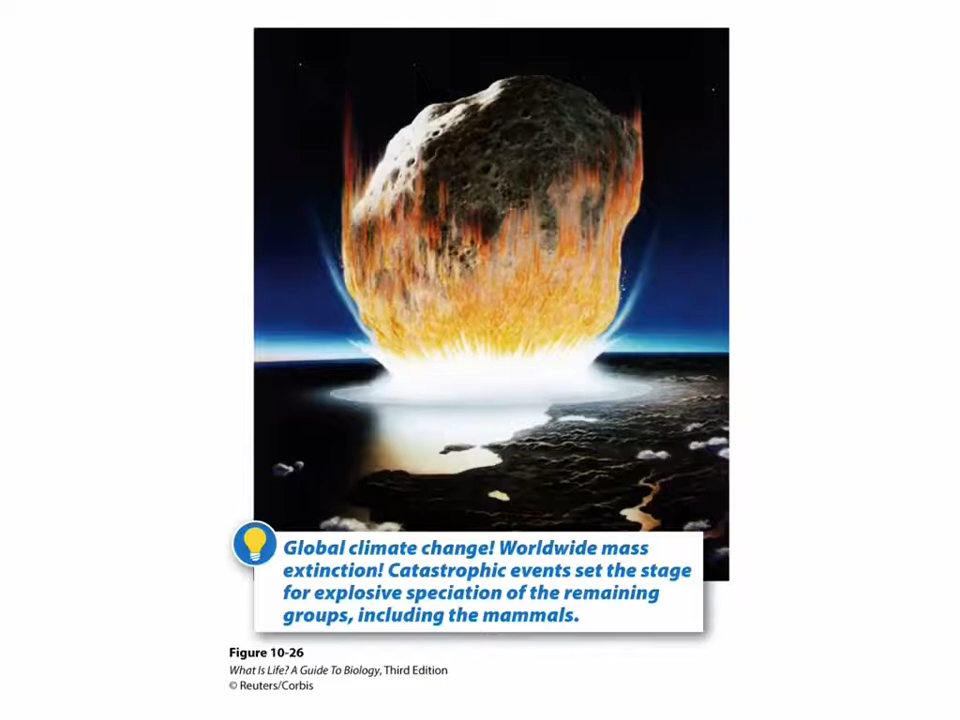 Global climate change! Worldwide mass
extinction! Catastrophic events set the stage
for explosive speciation of the remaining
groups, including the mammals.
Figure 10-26
What Is Life? A Guide To Biology, Third Edition
© Reuters/Corbis